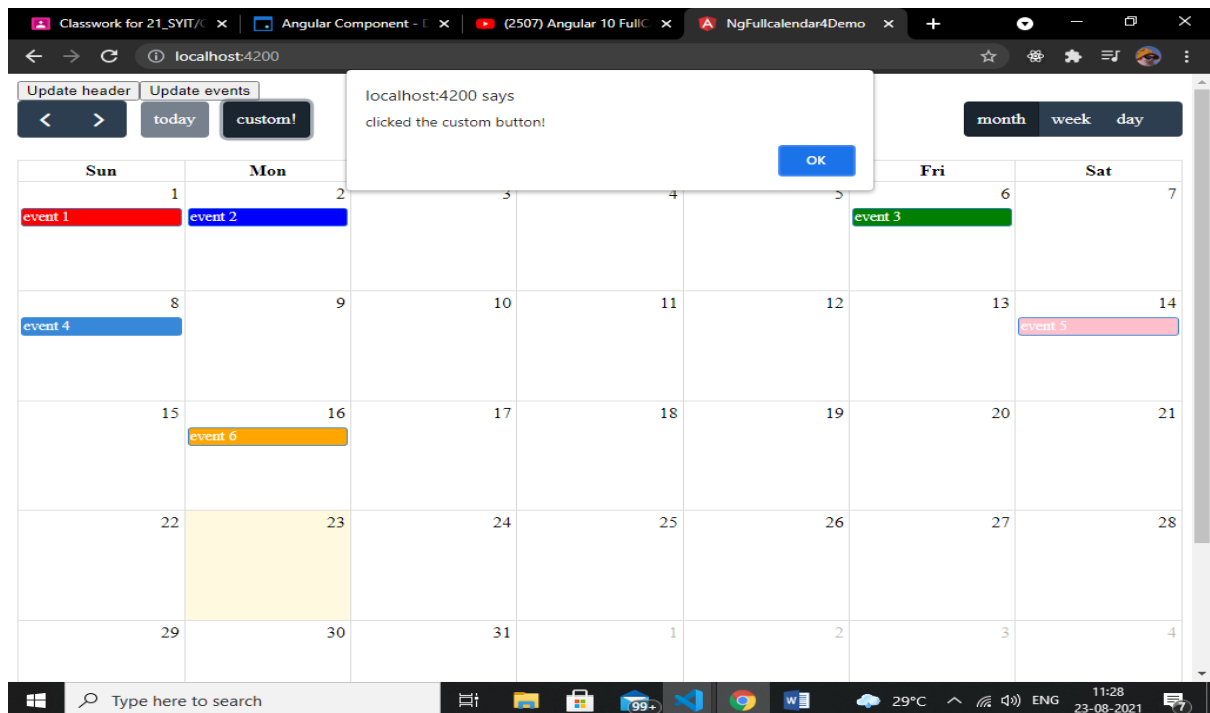 Classwork for 21_SYIT/C
Angular Component - D
(2507) Angular 10 FullC
NgFullcalendar4Demo
localhost:4200
Update header Update events
today custom!
localhost:4200 says
clicked the custom button!
OK
month week day
Sun Mon Fri Sat
1 2 3 4 5 6 7
event 1 event 2 event 3
8 9 10 11 12 13 14
event 4 event 5
15 16 17 18 19 20 21
event 6
22 23 24 25 26 27 28
29 30 31 1 2 3 4
Type here to search
99+
W
29°C ENG
11:28
23-08-2021
7